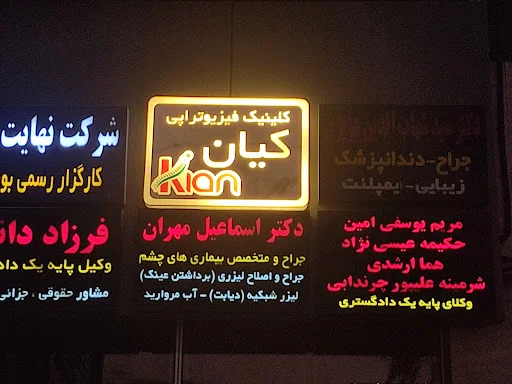 شرکت نهایت
کارگزار رسمی بو
کلینیک فیزیوتراپی
کیان
Kian
جراح-دندانپزشک
زیبایی-ایمپلنت
فرزاد دان
وکیل پایه یک داد
مشاور حقوقی ، جزائی
دکتر اسماعیل مهران
جراح و متخصص بیماری های چشم
جراح و اصلاح لیزری (برداشتن عینک)
لیزر شبکیه (دیابت) - آب مروارید
مریم یوسفی امین
حکیمه عیسی نژاد
هما ارشدی
شرمینه علیپور چرندابی
وکلای پایه یک دادگستری